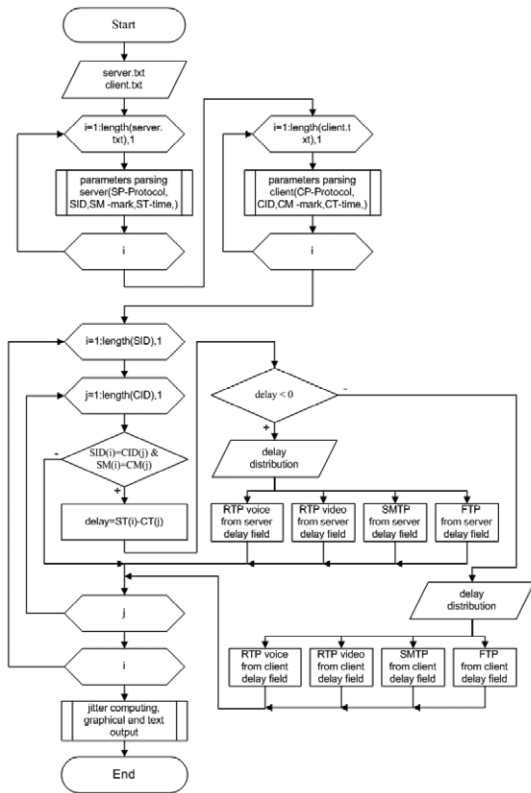 Start
server.txt
client.txt
i=1:length(server.
txt),1
parameters parsing
server(SP-Protocol,
SID,SM -mark,ST-time,)
i
i=1:length(client.t
xt),1
parameters parsing
client(CP-Protocol,
CID,CM -mark,CT-time,)
i
i=1:length(SID),1
j=1:length(CID),1
SID(i)=CID(j) &
SM(i)=CM(j)
-
+
delay=ST(i)-CT(j)
delay < 0
-
+
delay
distribution
RTP voice
from server
delay field
RTP video
from server
delay field
SMTP
from server
delay field
FTP
from server
delay field
delay
distribution
RTP voice
from client
delay field
RTP video
from client
delay field
SMTP
from client
delay field
FTP
from client
delay field
j
i
jitter computing,
graphical and text
output
End